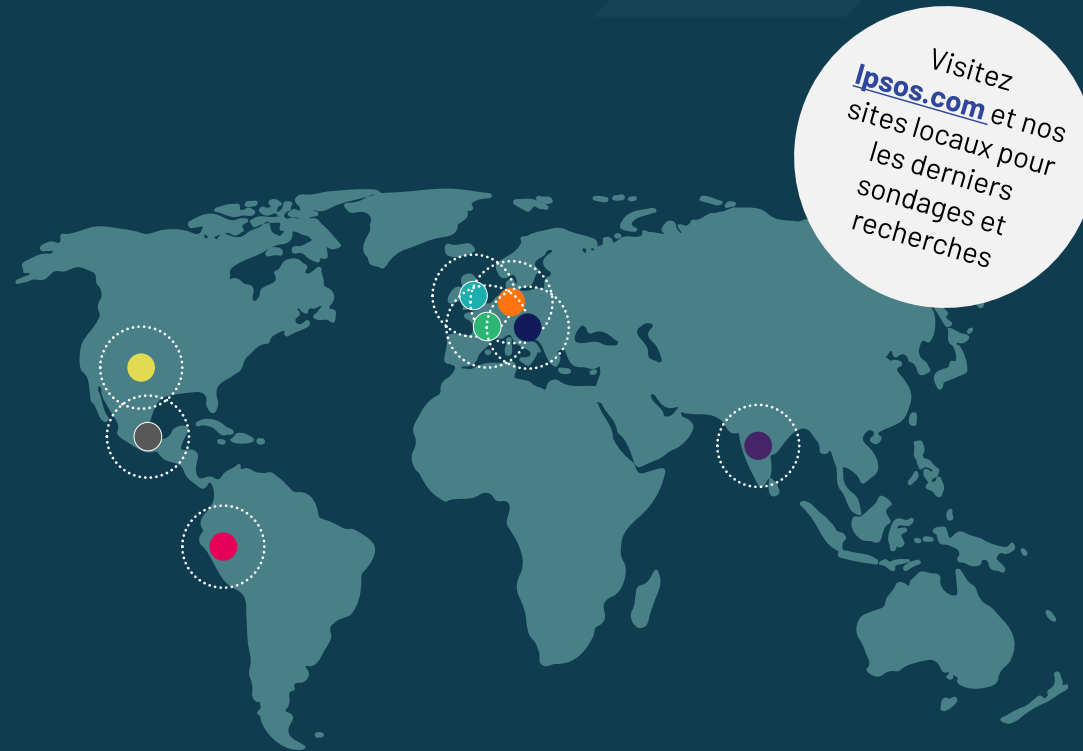 Visitez
Ipsos.com et nos
sites locaux pour
les derniers
sondages et
recherches